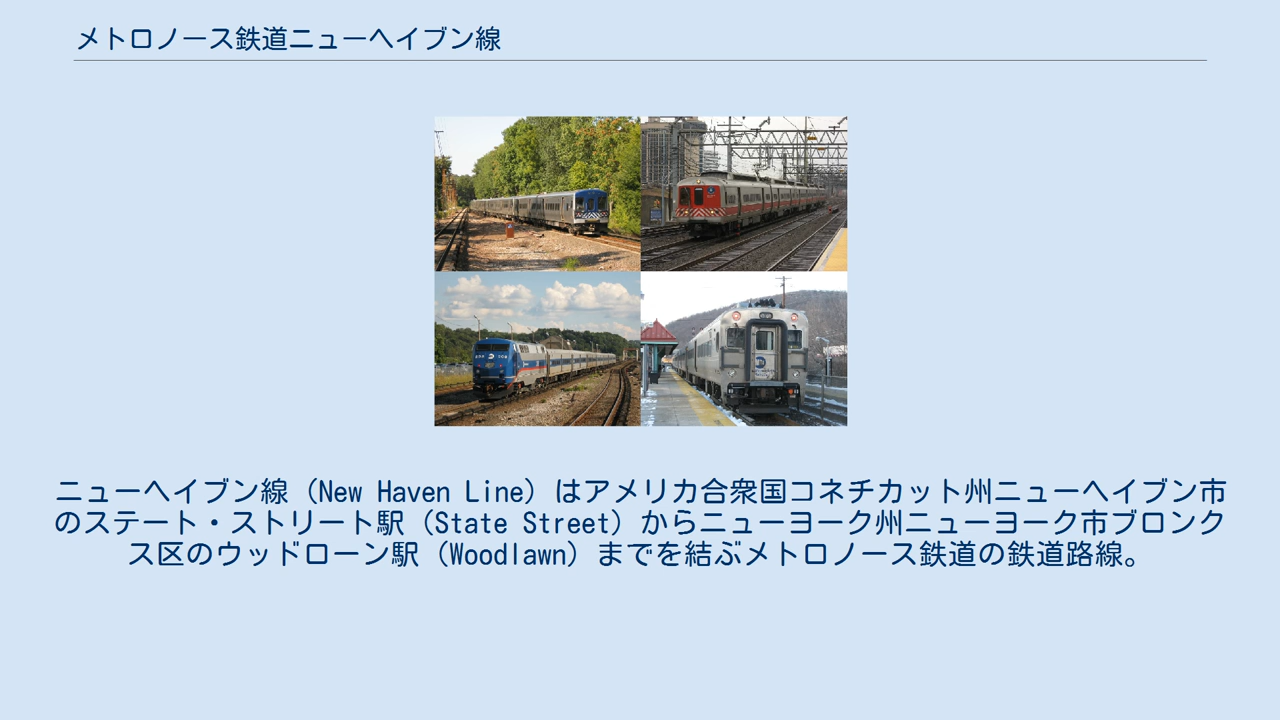 メトロノース鉄道ニューヘイブン線
ニューヘイブン線（New Haven Line）はアメリカ合衆国コネチカット州ニューヘイブン市
のステート・ストリート駅（State Street）からニューヨーク州ニューヨーク市ブロンク
ス区のウッドローン駅（Woodlawn）までを結ぶメトロノース鉄道の鉄道路線。